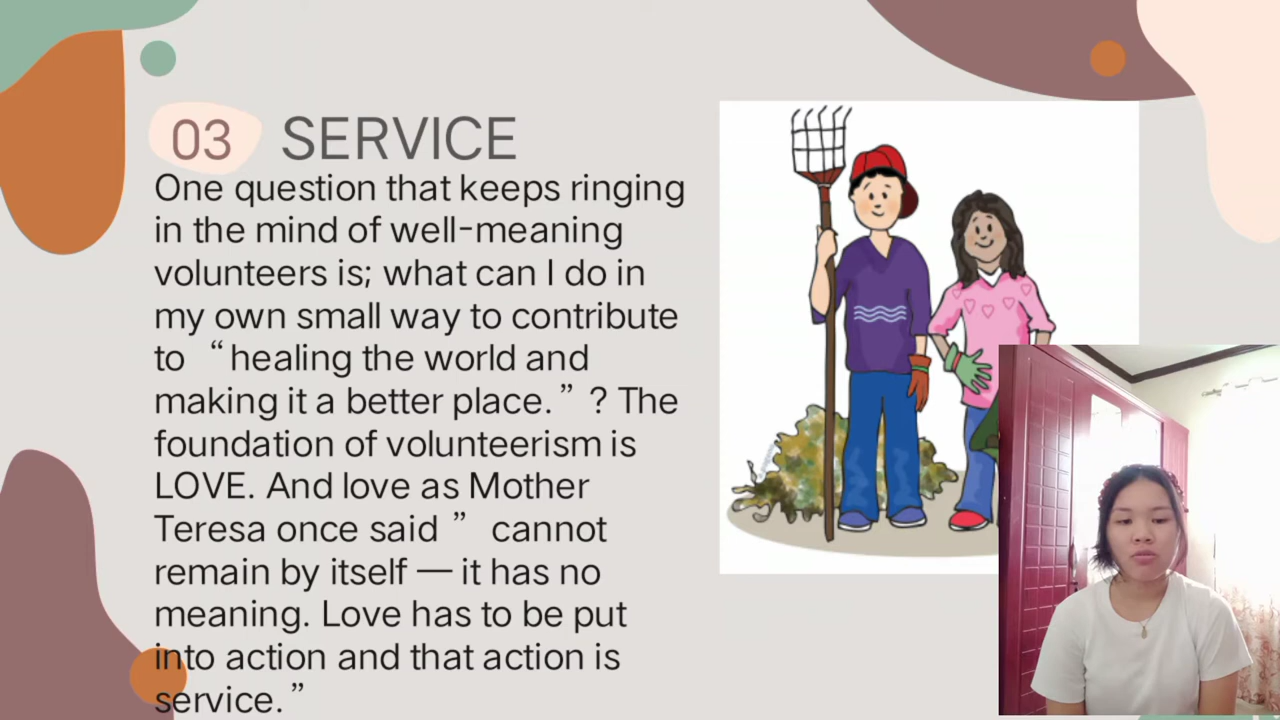 03 SERVICE
One question that keeps ringing
in the mind of well-meaning
volunteers is; what can I do in
my own small way to contribute
to “healing the world and
making it a better place.” ? The
foundation of volunteerism is
LOVE. And love as Mother
Teresa once said ” cannot
remain by itself — it has no
meaning. Love has to be put
into action and that action is
service.”